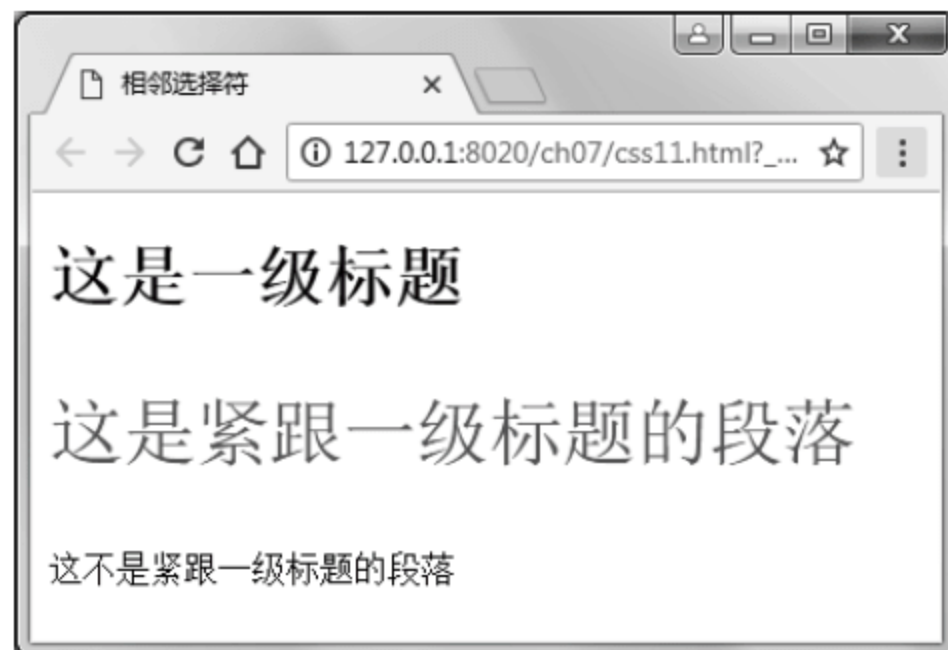 相邻选择符
127.0.0.1:8020/ch07/css11.html?_...
这是一级标题
这是紧跟一级标题的段落
这不是紧跟一级标题的段落